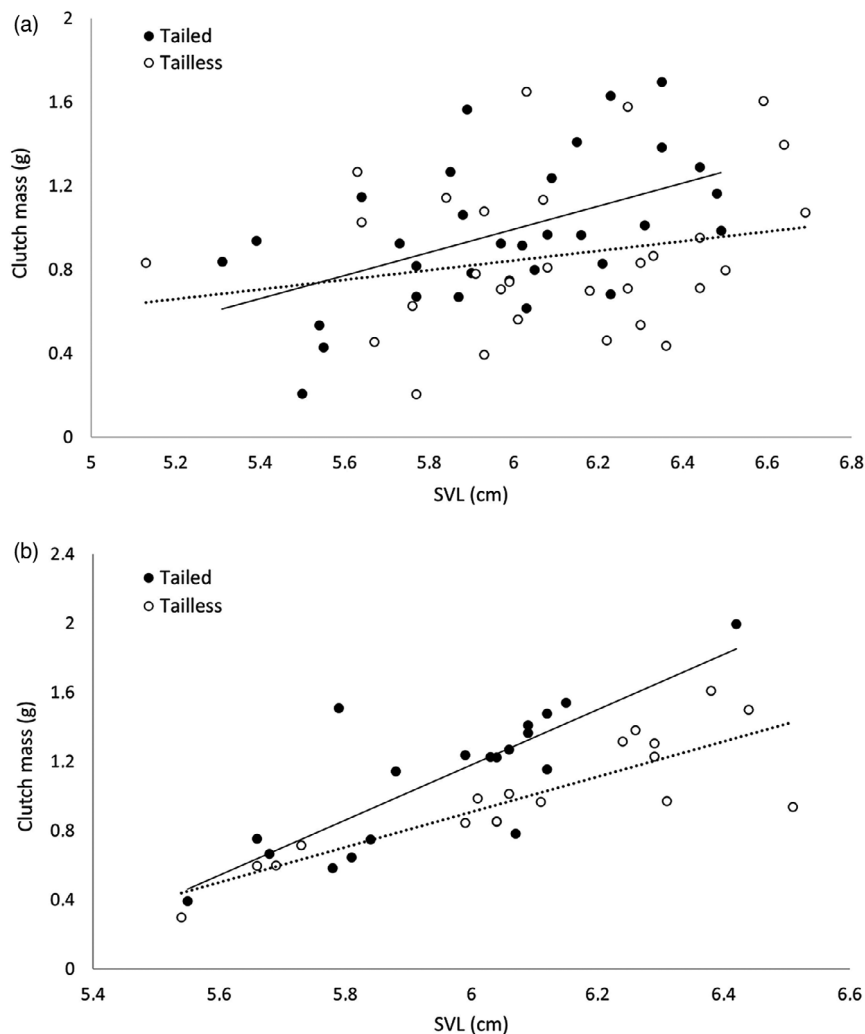 (a)
2
Tailed
Tailless
1.6
1.2
0.8
0.4
0
Clutch mass (g)
5 5.2 5.4 5.6 5.8 6 6.2 6.4 6.6 6.8
SVL (cm)
(b)
2.4
Tailed
Tailless
2
1.6
1.2
0.8
0.4
0
Clutch mass (g)
5.4 5.6 5.8 6 6.2 6.4 6.6
SVL (cm)